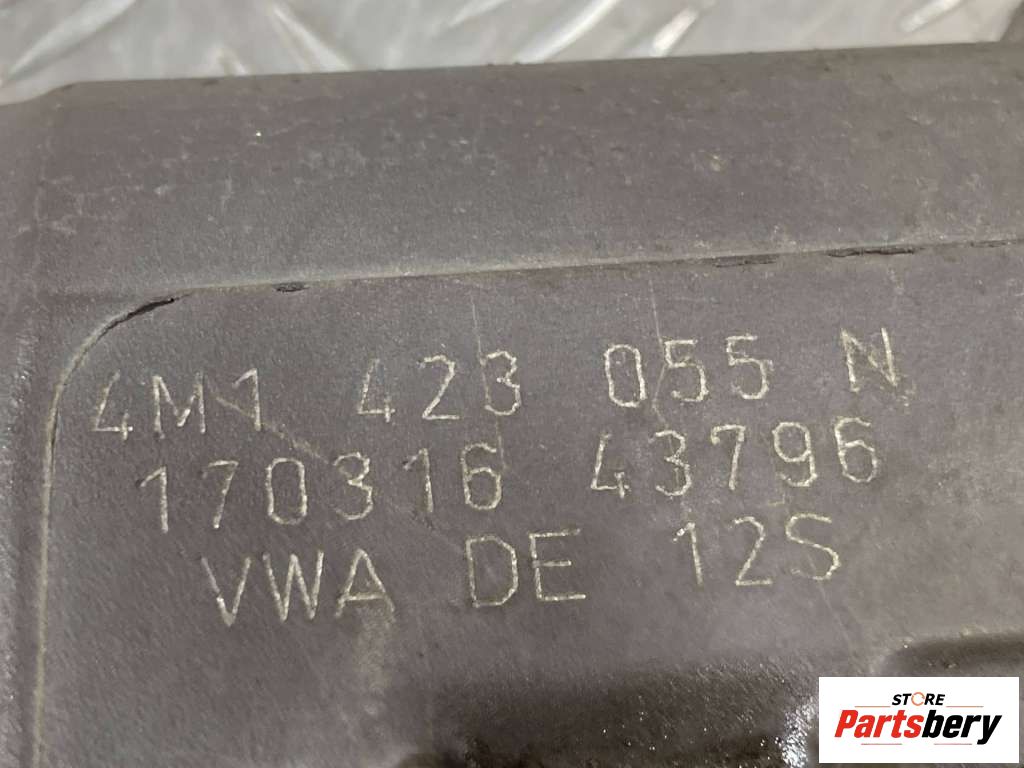 4M1 423 055 N
170316 43796
VWA DE 12S
STORE
Partsbery